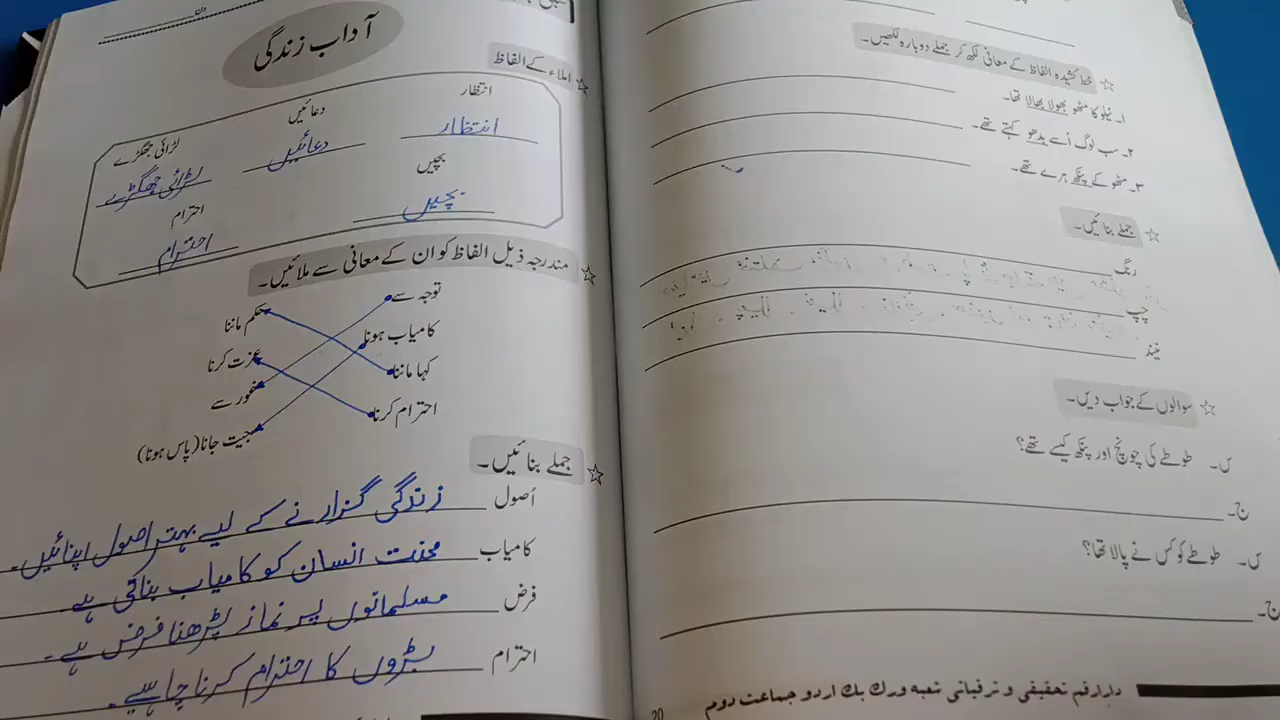 دن
آداب زندگی
املاء کے الفاظ
انتظار
دعائیں
لڑائی جھگڑے
انتظار
دعائیں
لڑائی جھگڑے
بچیں
احترام
بچیں
احترام
مندرجہ ذیل الفاظ کو ان کے معانی سے ملائیں۔
توجہ سے
حکم ماننا
کامیاب ہونا
عزت کرنا
کہا ماننا
غور سے
احترام کرنا
جیت جانا (پاس ہونا)
جملے بنائیں۔
اُصول زندگی گزارنے کے لیے بہتر اصول اپنائیں۔
کامیاب محنت انسان کو کامیاب بناتی ہے
فرض مسلمانوں پر نماز پڑھنا فرض ہے۔
احترام بڑوں کا احترام کرنا چاہیے۔
خط کشیدہ الفاظ کے معانی لکھ کر جملے دوبارہ لکھیں۔
۱۔ نیلو کا مٹھو بھولا بھالا تھا۔
۲۔ سب لوگ اُسے بدھو کہتے تھے۔
۳۔ مٹھو کے پنکھ ہرے تھے۔
جملے بنائیں۔
رنگ
چپ
نیند
سوالوں کے جواب دیں۔
س۔ طوطے کی چونچ اور پنکھ کیسے تھے؟
ج۔
س۔ طوطے کو کس نے پالا تھا؟
ج۔
دارارقم تحقیقی و ترقیاتی شعبہ ورک بک اردو جماعت دوم
20